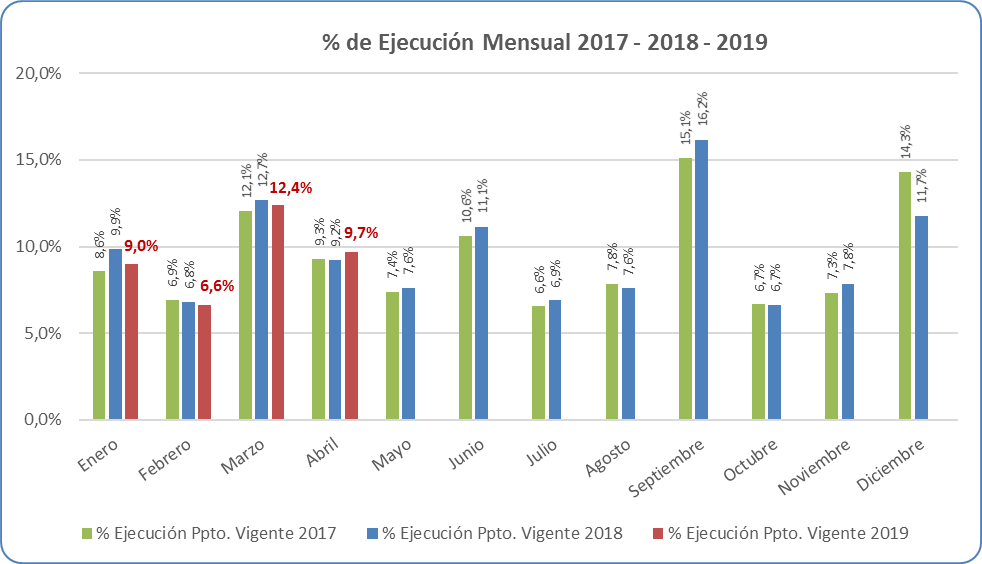 % de Ejecución Mensual 2017 - 2018 - 2019
20,0%
15,0%
10,0%
5,0%
0,0%
8,6%
9,9%
9,0%
6,9%
6,8%
6,6%
12,1%
12,7%
12,4%
9,3%
9,2%
9,7%
7,4%
7,6%
10,6%
11,1%
6,6%
6,9%
7,8%
7,6%
15,1%
16,2%
6,7%
6,7%
7,3%
7,8%
14,3%
11,7%
Enero
Febrero
Marzo
Abril
Mayo
Junio
Julio
Agosto
Septiembre
Octubre
Noviembre
Diciembre
% Ejecución Ppto. Vigente 2017
% Ejecución Ppto. Vigente 2018
% Ejecución Ppto. Vigente 2019